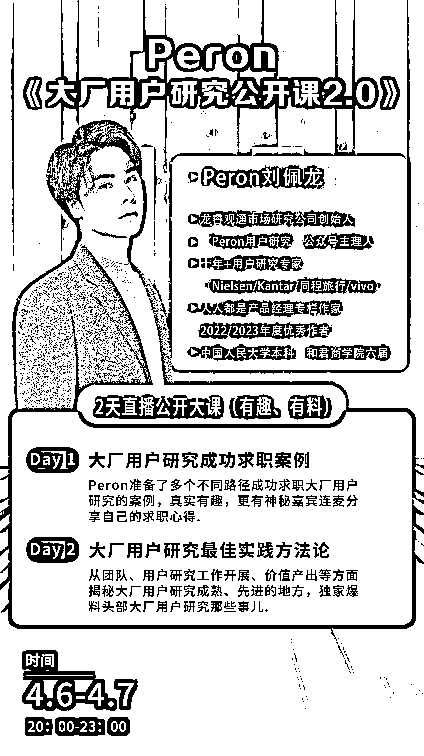 Peron
《大厂用户研究公开课2.0》
Peron刘佩龙
龙鲤观通市场研究公司创始人
「Peron用户研究」公众号主理人
十年+用户研究专家
(Nielsen/Kantar/同程旅行/vivo)
人人都是产品经理专栏作家
2022/2023年度优秀作者
中国人民大学本科 和君商学院六届
2天直播公开大课（有趣、有料）
Day 1 大厂用户研究成功求职案例
Peron准备了多个不同路径成功求职大厂用户
研究的案例，真实有趣，更有神秘嘉宾连麦分
享自己的求职心得.
Day 2 大厂用户研究最佳实践方法论
从团队、用户研究工作开展、价值产出等方面
揭秘大厂用户研究成熟、先进的地方，独家爆
料头部大厂用户研究那些事儿.
时间
4.6-4.7
20: 00-23: 00